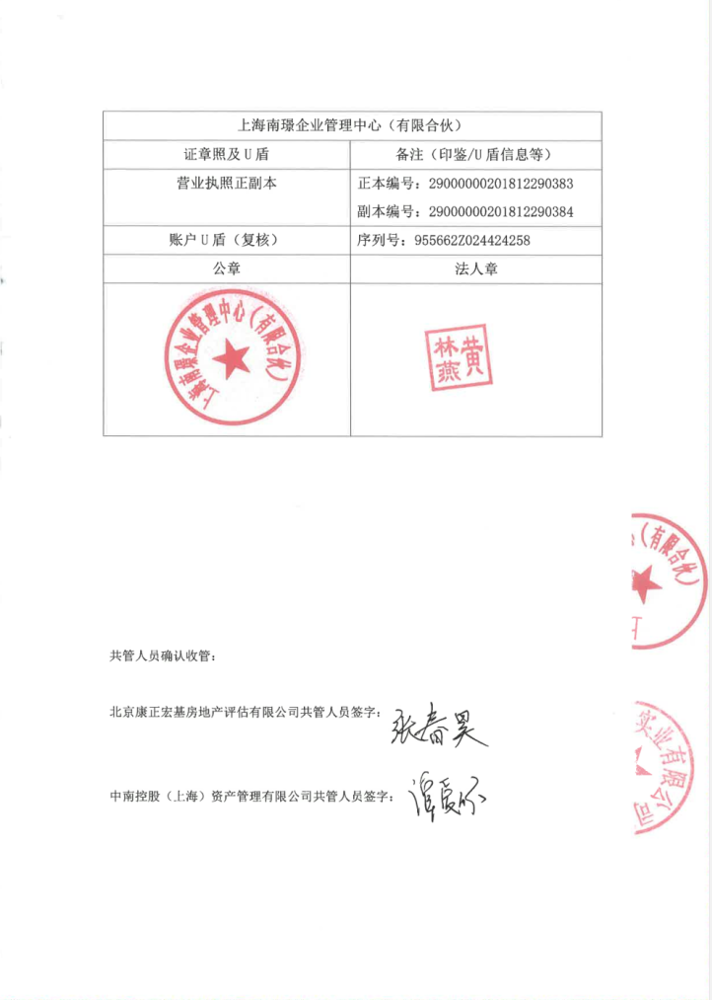 上海南璟企业管理中心（有限合伙）
证章照及U盾
备注（印鉴/U盾信息等）
营业执照正副本
正本编号：29000000201812290383
副本编号：29000000201812290384
账户U盾（复核）
序列号：955662Z024424258
公章
法人章
上海南璟企业管理中心（有限合伙）
黄林燕
（有限合伙）
实业有限公司
共管人员确认收管：
北京康正宏基房地产评估有限公司共管人员签字：张春昊
中南控股（上海）资产管理有限公司共管人员签字：